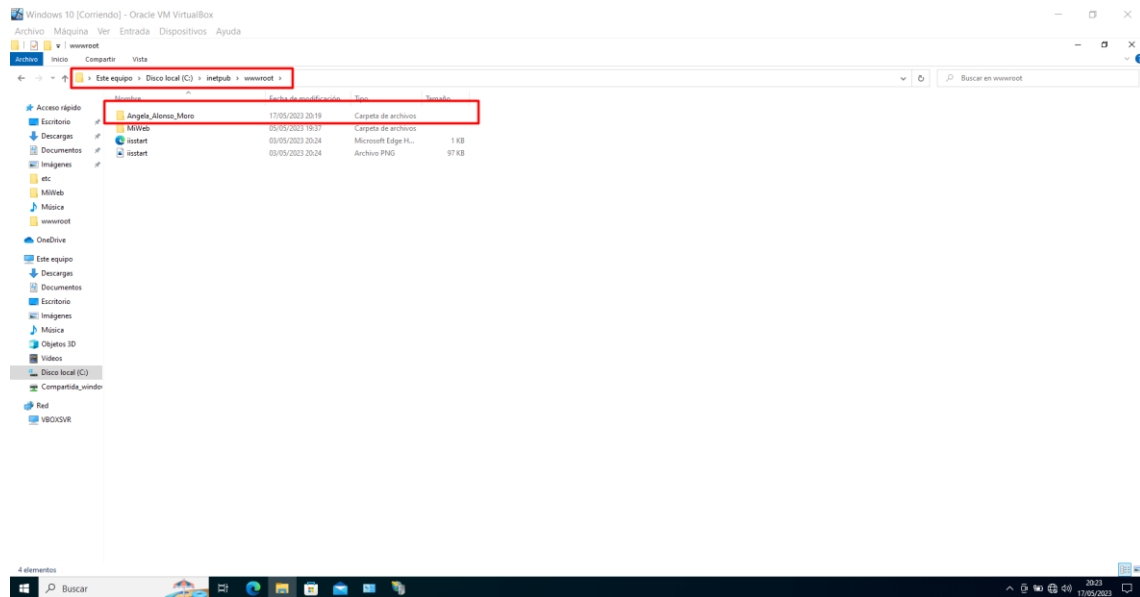 Windows 10 [Corriendo] - Oracle VM VirtualBox
Archivo Máquina Ver Entrada Dispositivos Ayuda
wwwroot
Archivo Inicio Compartir Vista
Este equipo > Disco local (C:) > inetpub > wwwroot >
Buscar en wwwroot
Nombre Fecha de modificación Tipo Tamaño
Angela_Alonso_Moro 17/05/2023 20:19 Carpeta de archivos
MiWeb 05/05/2023 19:37 Carpeta de archivos
iisstart 03/05/2023 20:24 Microsoft Edge H... 1 KB
iisstart 03/05/2023 20:24 Archivo PNG 97 KB
Acceso rápido
Escritorio
Descargas
Documentos
Imágenes
etc
MiWeb
Música
wwwroot
OneDrive
Este equipo
Descargas
Documentos
Escritorio
Imágenes
Música
Objetos 3D
Vídeos
Disco local (C:)
Compartida_window
Red
VBOXSVR
4 elementos
Buscar
20:23
17/05/2023